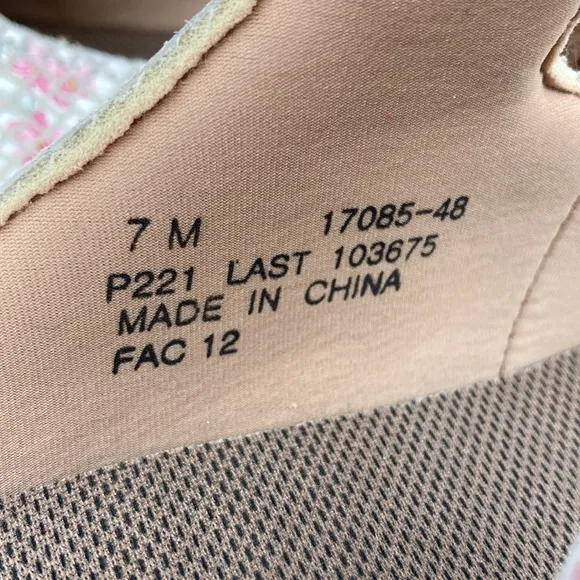 7 M 17085-48
P221 LAST 103675
MADE IN CHINA
FAC 12